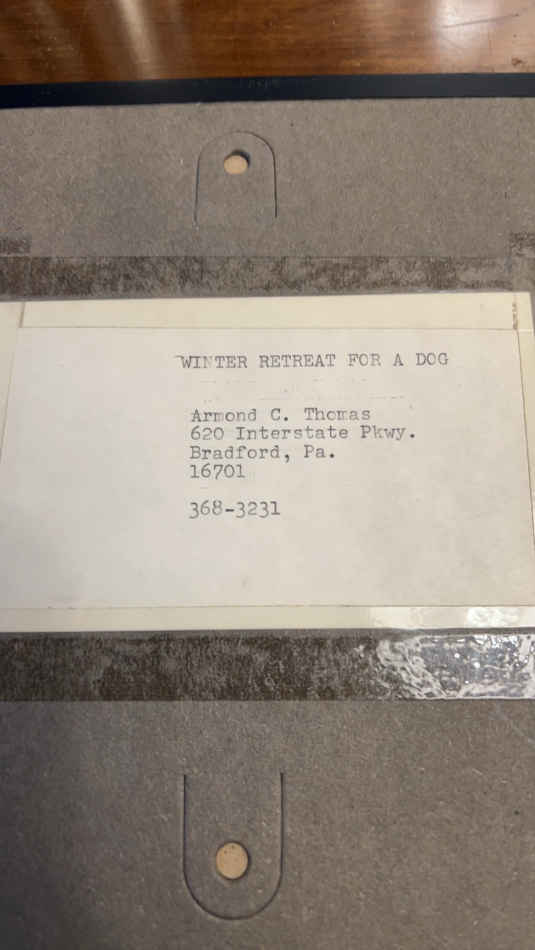 WINTER RETREAT FOR A DOG
Armond C. Thomas
620 Interstate Pkwy.
Bradford, Pa.
16701
368-3231